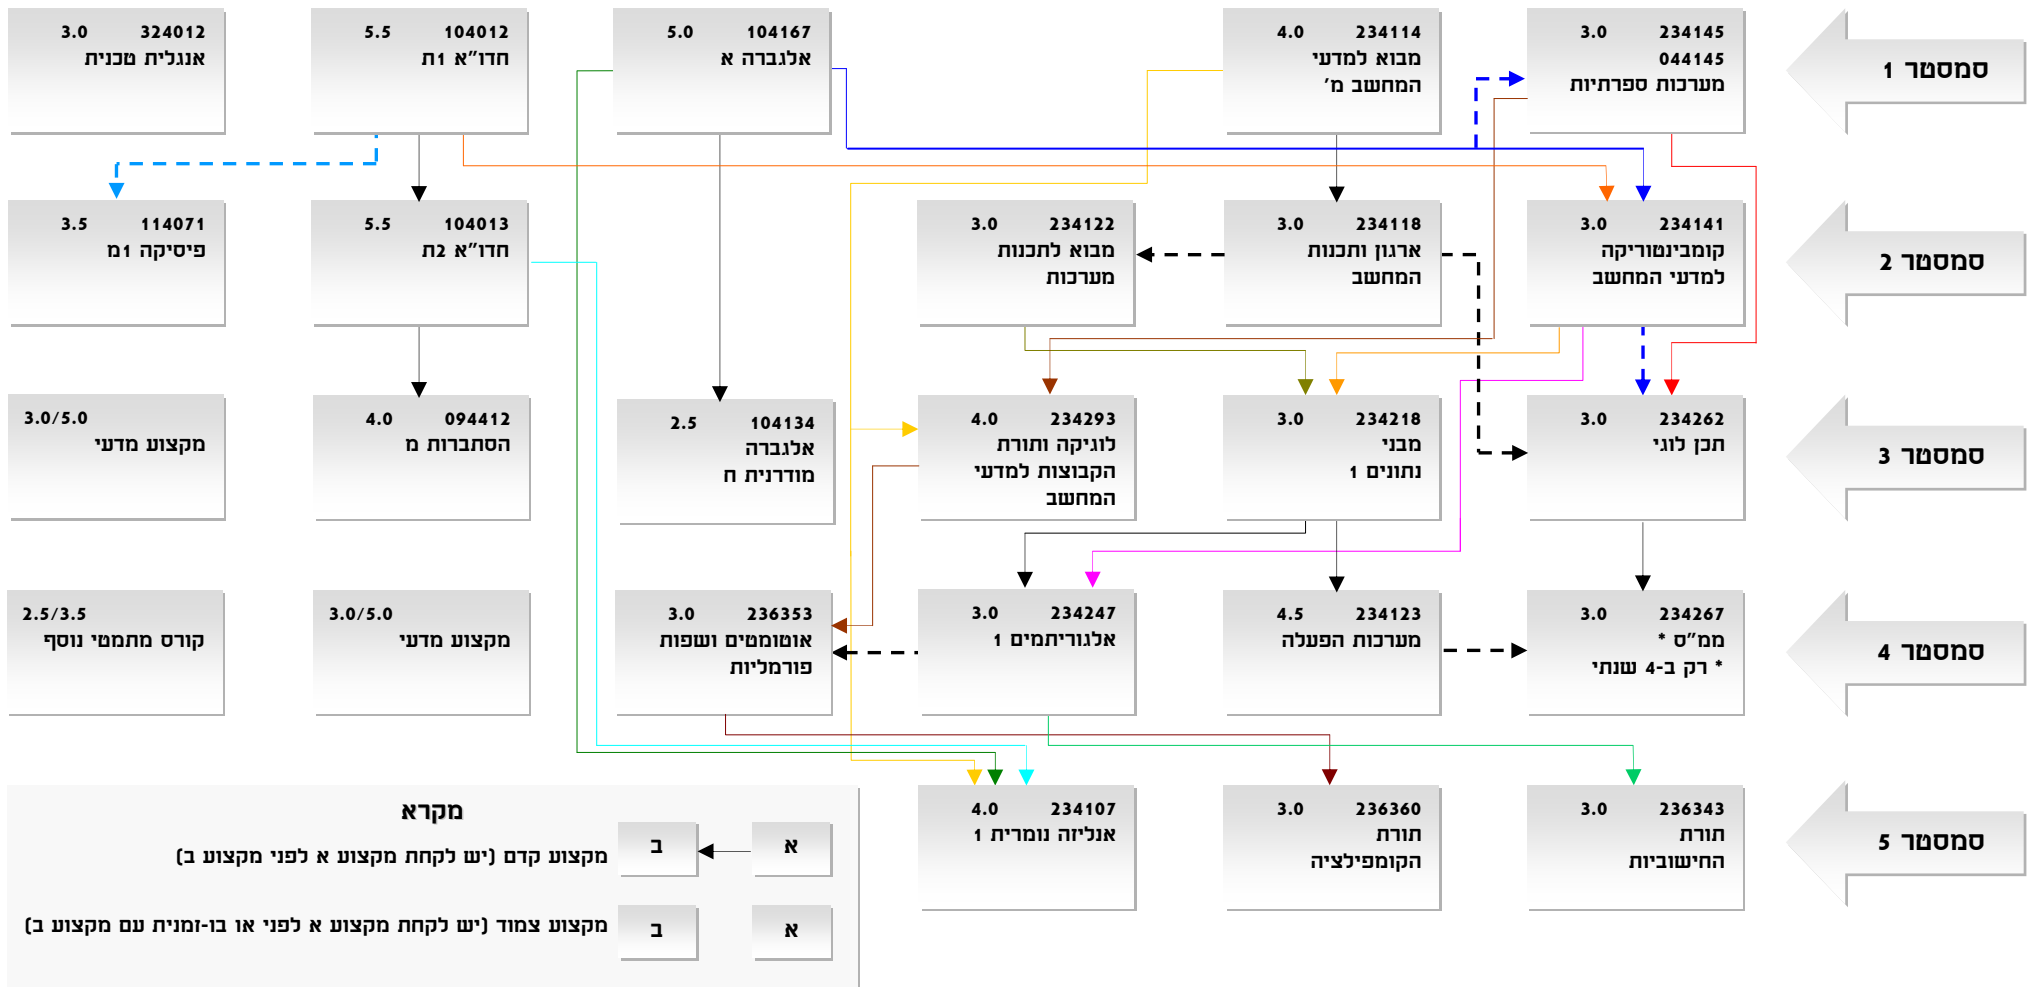 סמסטר 1
234145 3.0
044145
מערכות ספרתיות
234114 4.0
מבוא למדעי
המחשב מ'
104167 5.0
אלגברה א
104012 5.5
חדו"א 1ת
324012 3.0
אנגלית טכנית
סמסטר 2
234141 3.0
קומבינטוריקה
למדעי המחשב
234118 3.0
ארגון ותכנות
המחשב
234122 3.0
מבוא לתכנות
מערכות
104013 5.5
חדו"א 2ת
114071 3.5
פיסיקה 1מ
סמסטר 3
234262 3.0
תכן לוגי
234218 3.0
מבני
נתונים 1
234293 4.0
לוגיקה ותורת
הקבוצות למדעי
המחשב
104134 2.5
אלגברה
מודרנית ח
094412 4.0
הסתברות מ
3.0/5.0
מקצוע מדעי
סמסטר 4
234267 3.0
ממ"ס *
* רק ב-4 שנתי
234123 4.5
מערכות הפעלה
234247 3.0
אלגוריתמים 1
236353 3.0
אוטומטים ושפות
פורמליות
3.0/5.0
מקצוע מדעי
2.5/3.5
קורס מתמטי נוסף
סמסטר 5
236343 3.0
תורת
החישוביות
236360 3.0
תורת
הקומפילציה
234107 4.0
אנליזה נומרית 1
מקרא
א ב
מקצוע קדם (יש לקחת מקצוע א לפני מקצוע ב)
א ב
מקצוע צמוד (יש לקחת מקצוע א לפני או בו-זמנית עם מקצוע ב)